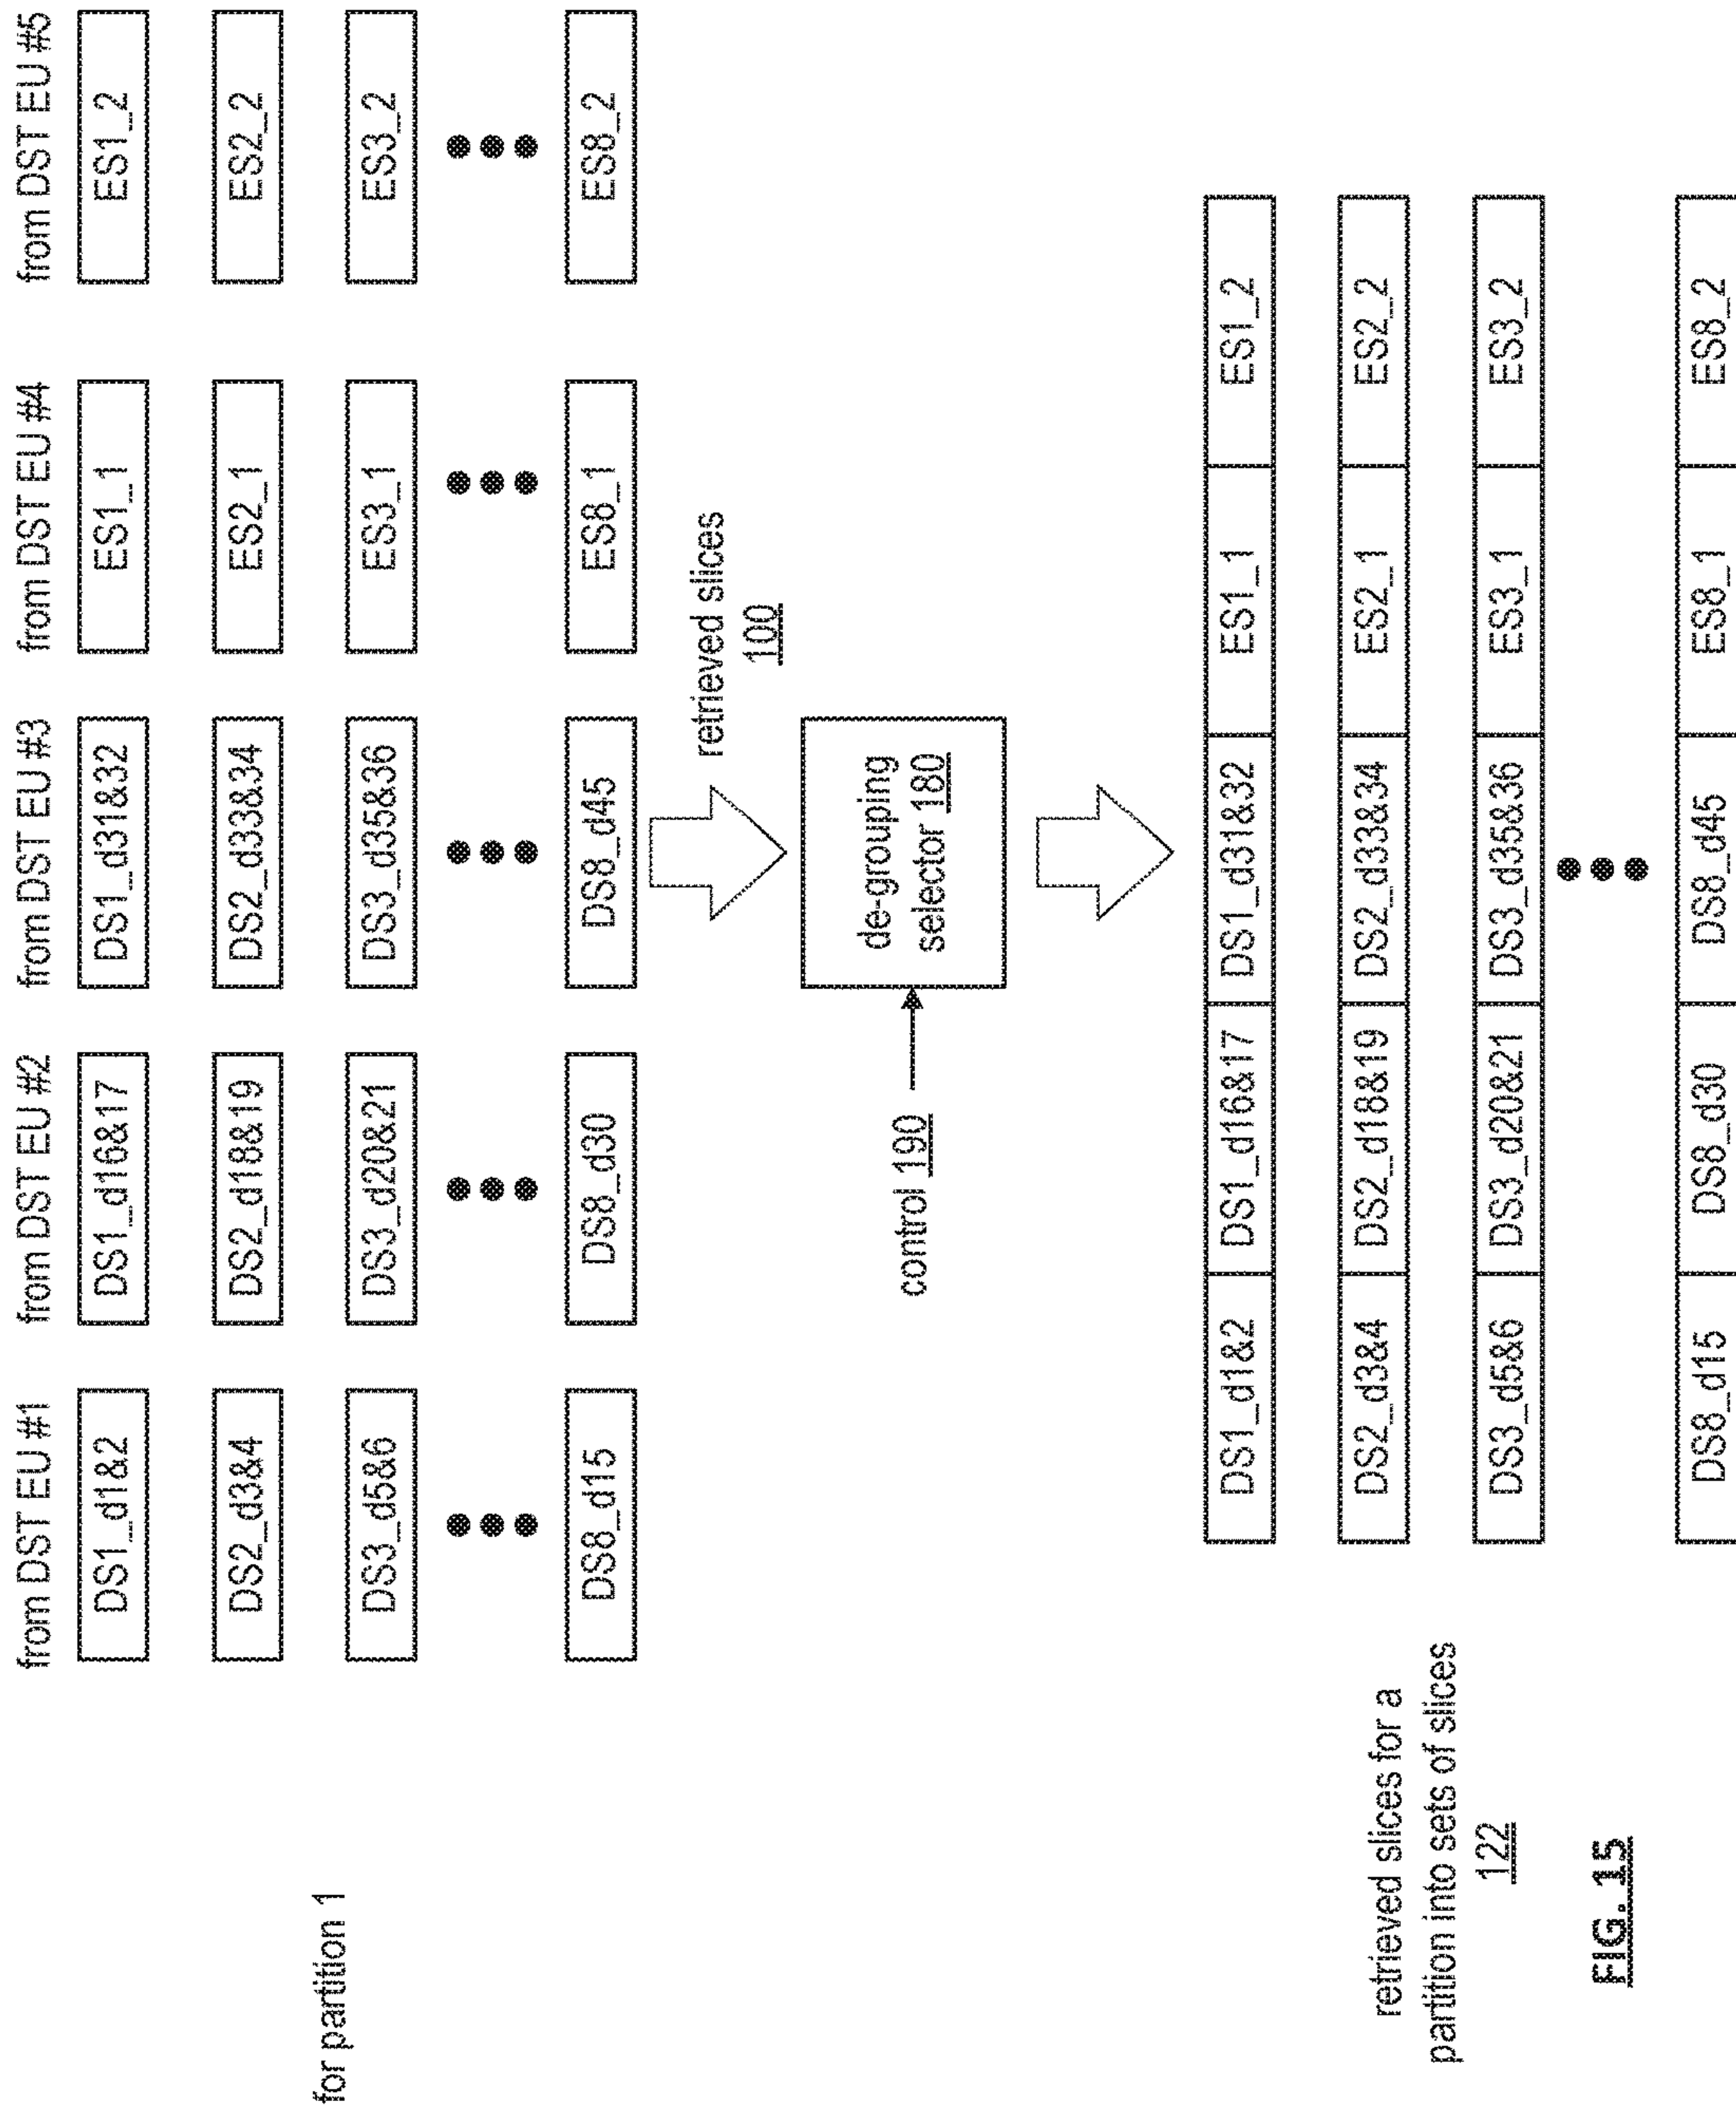 from DST EU #1 from DST EU #2 from DST EU #3 from DST EU #4 from DST EU #5
DS1_d1&2 DS1_d16&17 DS1_d31&32 ES1_1 ES1_2
DS2_d3&4 DS2_d18&19 DS2_d33&34 ES2_1 ES2_2
for partition 1
DS3_d5&6 DS3_d20&21 DS3_d35&36 ES3_1 ES3_2
DS8_d15 DS8_d30 DS8_d45 ES8_1 ES8_2
retrieved slices
100
de-grouping
selector 180
control 190
DS1_d1&2 DS1_d16&17 DS1_d31&32 ES1_1 ES1_2
DS2_d3&4 DS2_d18&19 DS2_d33&34 ES2_1 ES2_2
DS3_d5&6 DS3_d20&21 DS3_d35&36 ES3_1 ES3_2
DS8_d15 DS8_d30 DS8_d45 ES8_1 ES8_2
retrieved slices for a
partition into sets of slices
122
FIG. 15